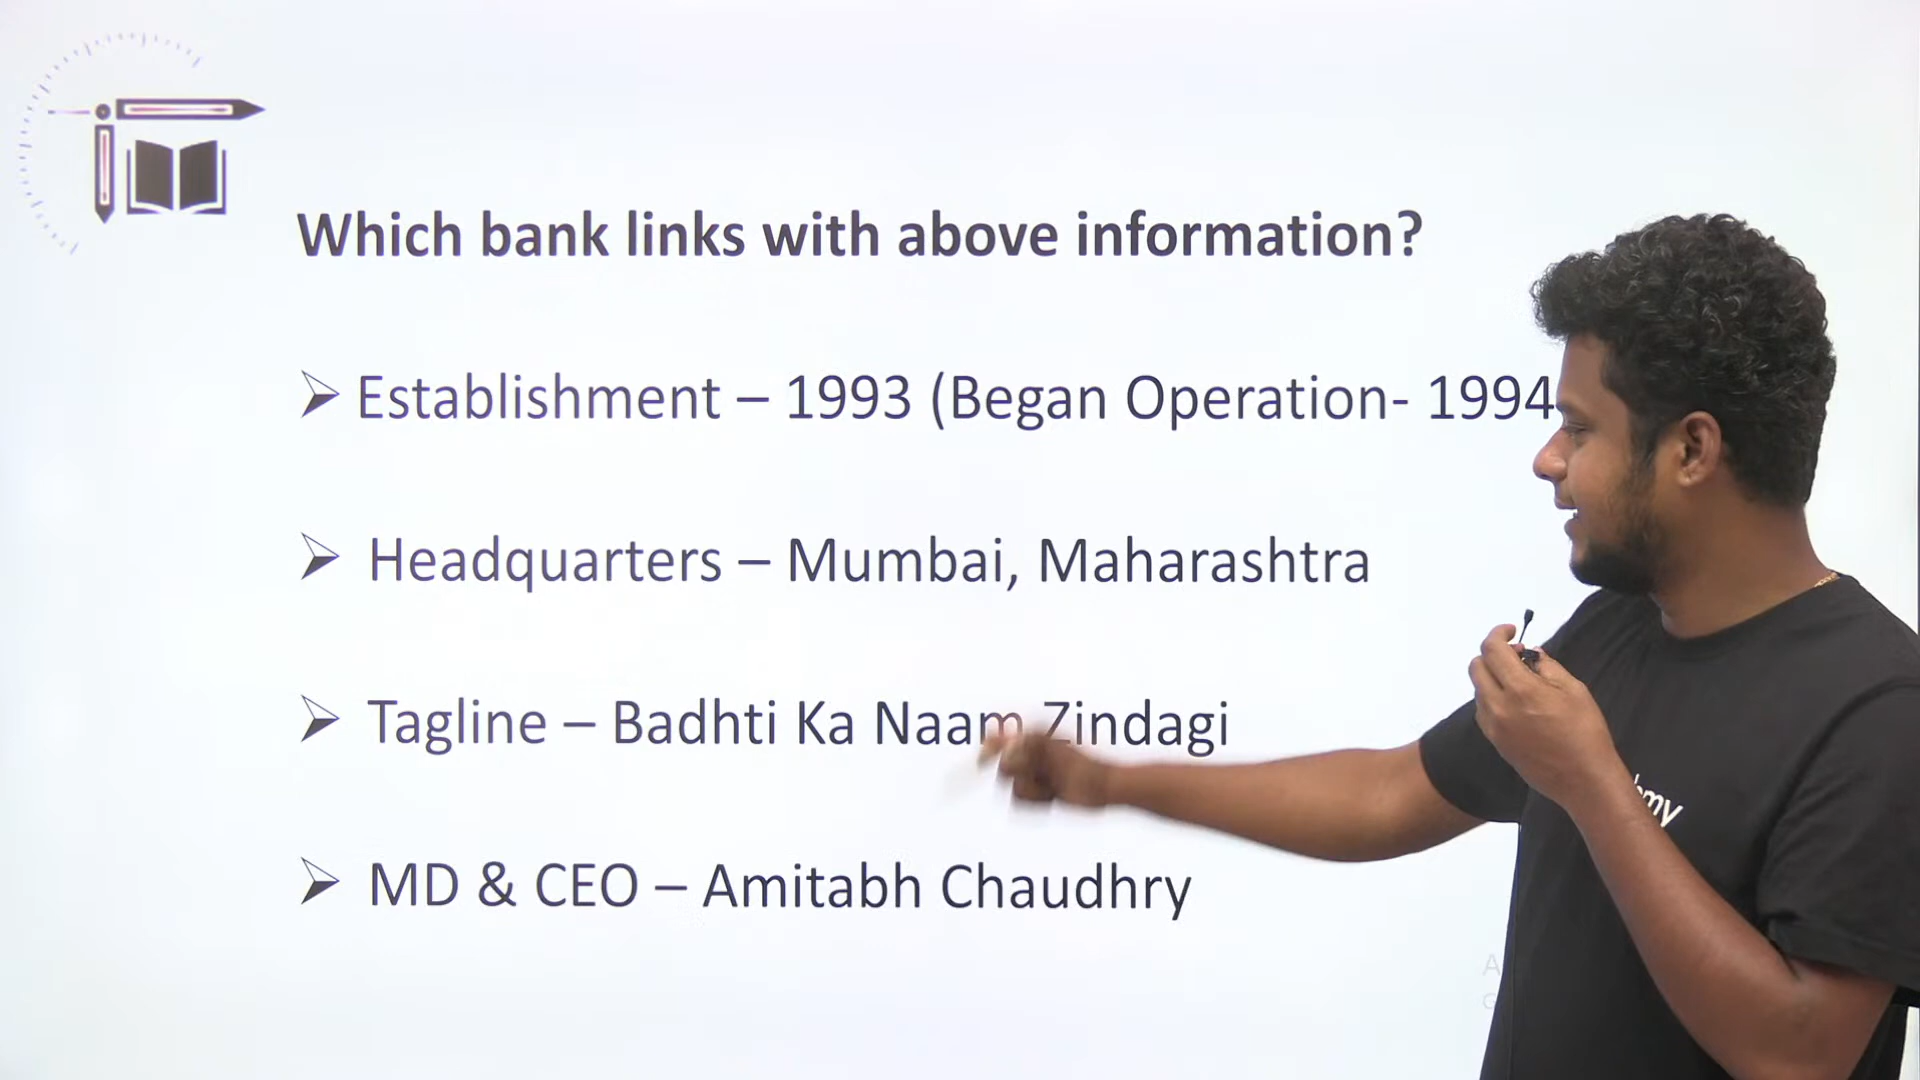 Which bank links with above information?
Establishment – 1993 (Began Operation- 1994
Headquarters – Mumbai, Maharashtra
Tagline – Badhti Ka Naam Zindagi
MD & CEO – Amitabh Chaudhry